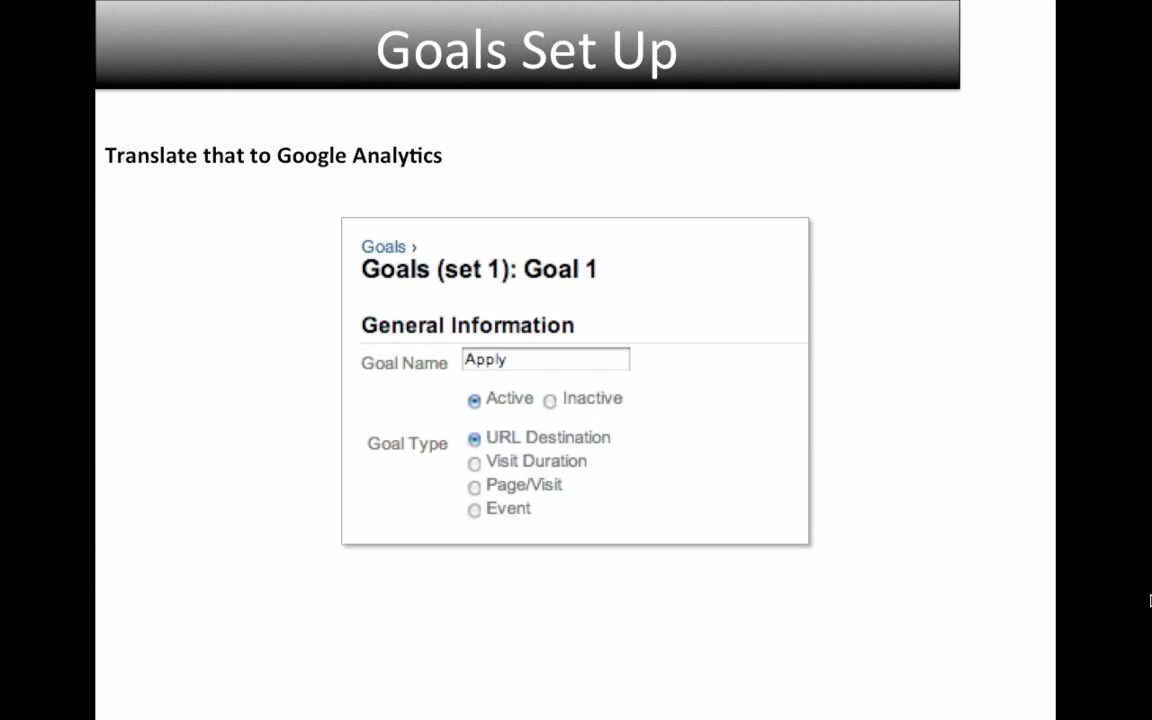 Goals Set Up
Translate that to Google Analytics
Goals ›
Goals (set 1): Goal 1
General Information
Goal Name Apply
Active Inactive
Goal Type URL Destination
Visit Duration
Page/Visit
Event